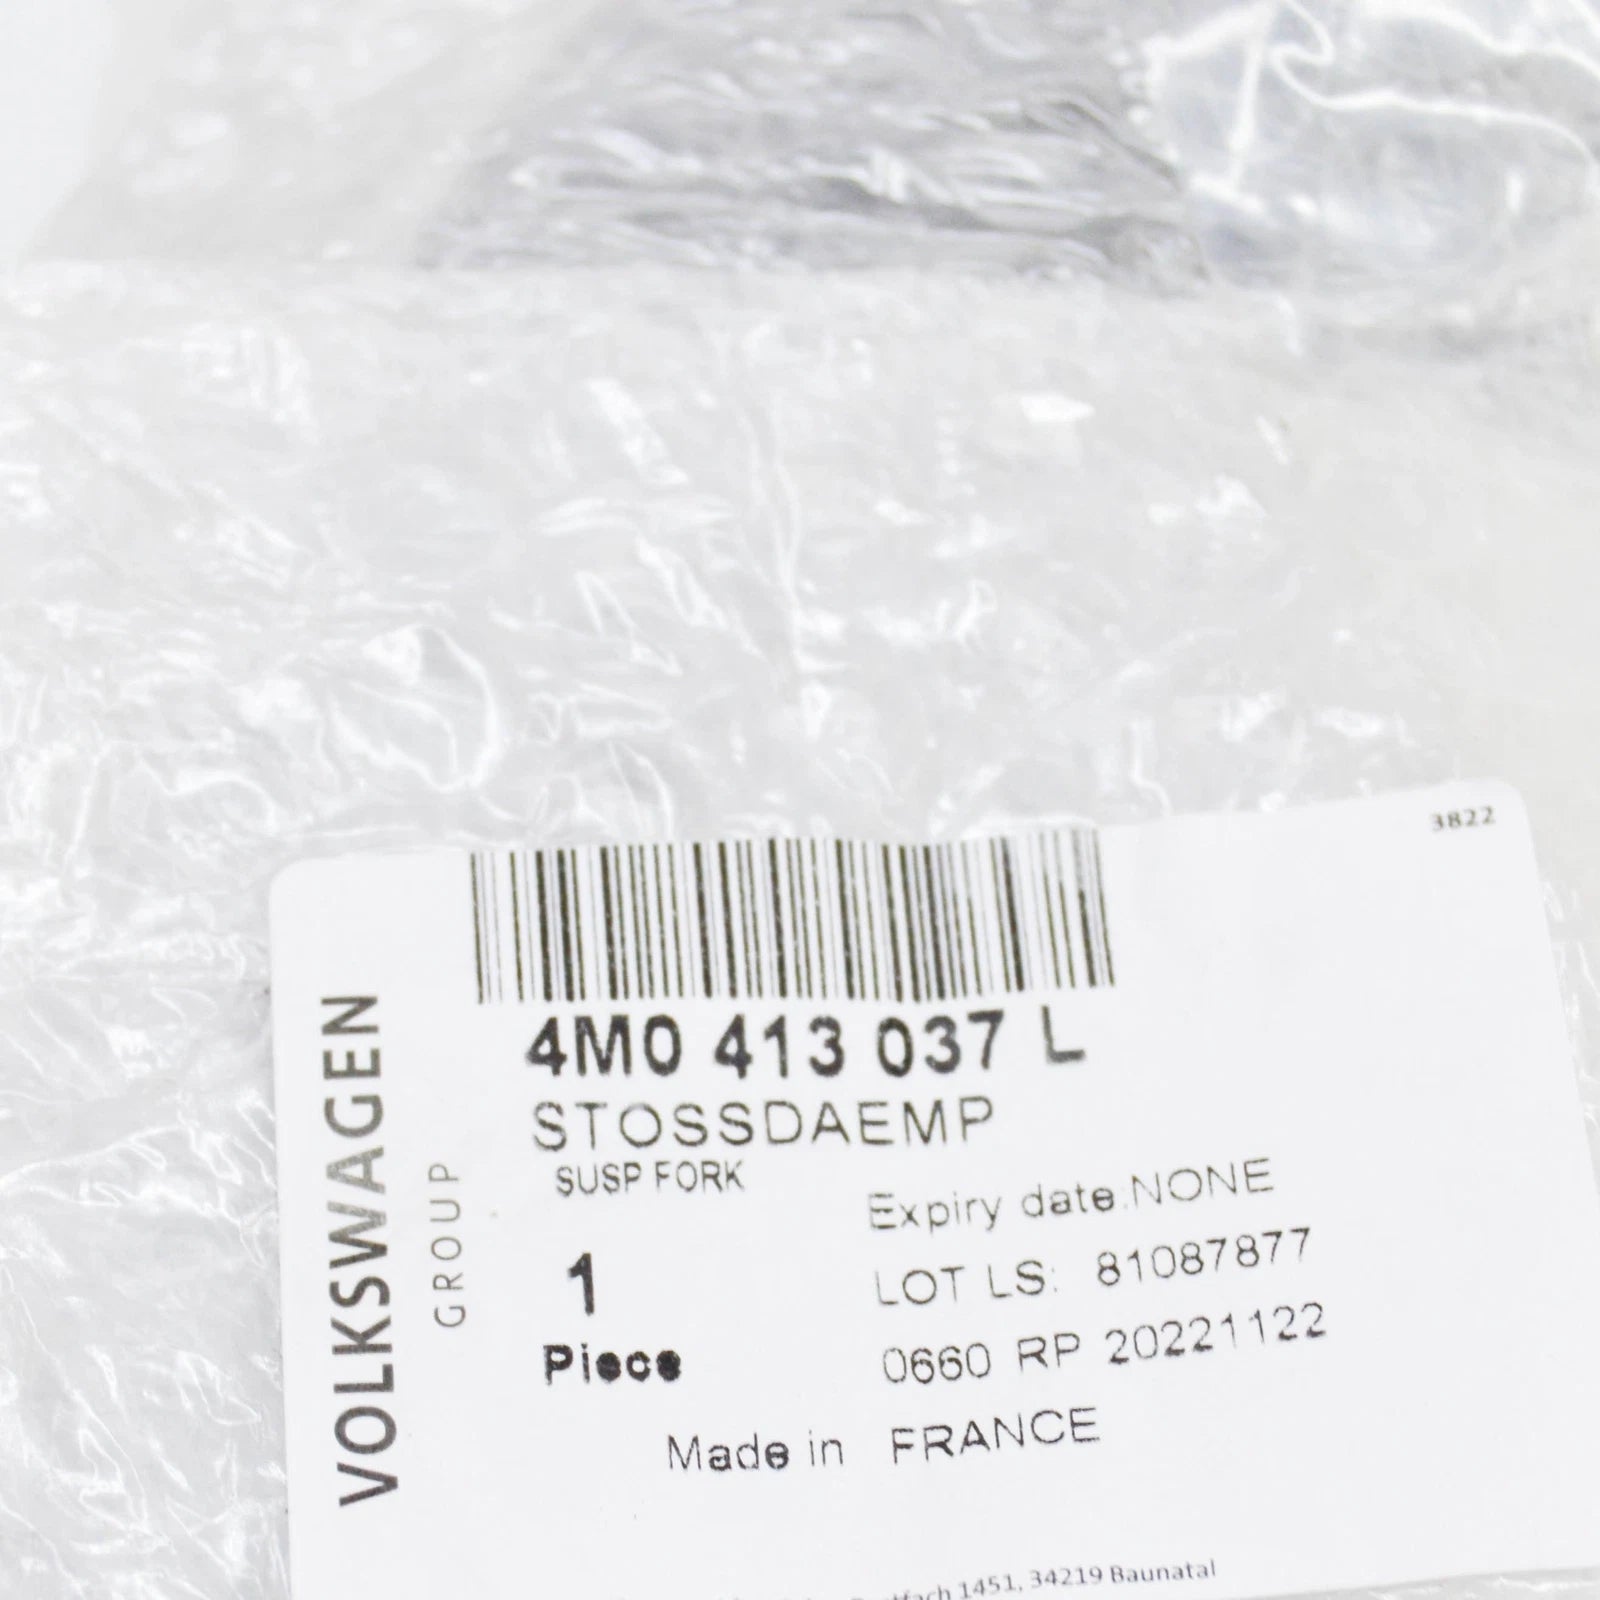 3822
4M0 413 037 L
STOSSDAEMP
SUSP FORK
Expiry date:NONE
1
LOT LS: 81087877
Piece
0660 RP 20221122
Made in FRANCE
1451, 34219 Baunatal
VOLKSWAGEN
GROUP